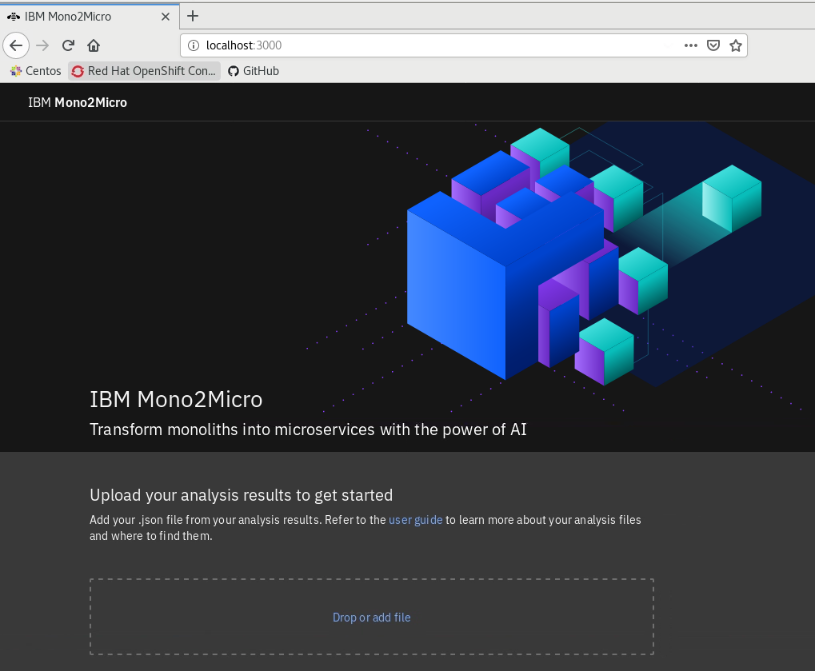 IBM Mono2Micro
localhost:3000
Centos
Red Hat OpenShift Con...
GitHub
IBM Mono2Micro
IBM Mono2Micro
Transform monoliths into microservices with the power of AI
Upload your analysis results to get started
Add your .json file from your analysis results. Refer to the user guide to learn more about your analysis files
and where to find them.
Drop or add file